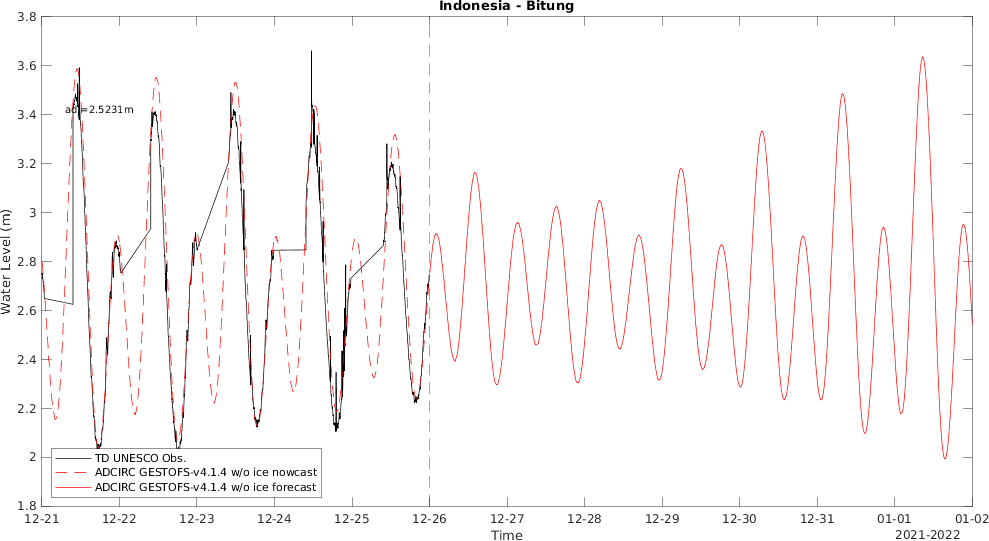 Indonesia - Bitung
3.8
3.6
3.4
3.2
3
2.8
2.6
2.4
2.2
2
1.8
Water Level (m)
TD UNESCO Obs.
ADCIRC GESTOFS-v4.1.4 w/o ice nowcast
ADCIRC GESTOFS-v4.1.4 w/o ice forecast
12-21 12-22 12-23 12-24 12-25 12-26 12-27 12-28 12-29 12-30 12-31 01-01 01-02
Time
2021-2022